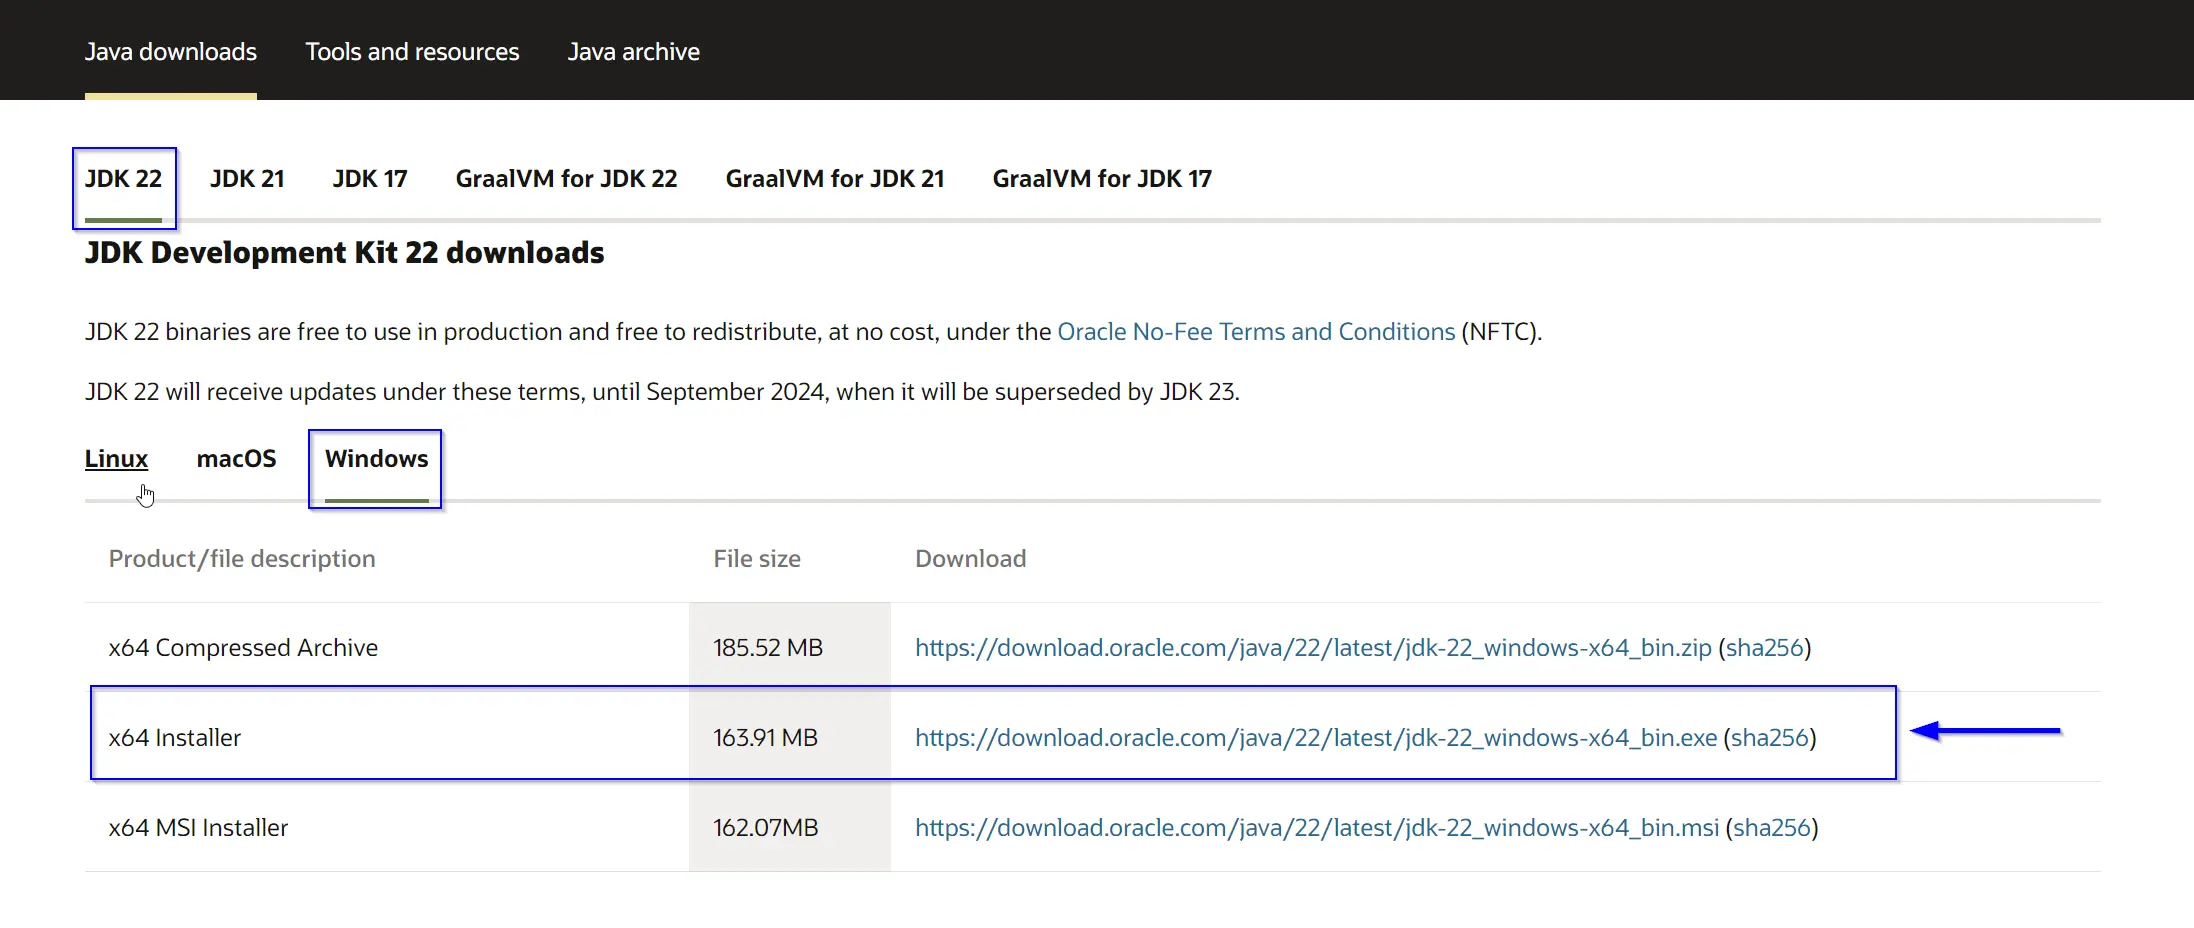 Java downloads Tools and resources Java archive
JDK 22 JDK 21 JDK 17 GraalVM for JDK 22 GraalVM for JDK 21 GraalVM for JDK 17
JDK Development Kit 22 downloads
JDK 22 binaries are free to use in production and free to redistribute, at no cost, under the Oracle No-Fee Terms and Conditions (NFTC).
JDK 22 will receive updates under these terms, until September 2024, when it will be superseded by JDK 23.
Linux macOS Windows
Product/file description File size Download
x64 Compressed Archive 185.52 MB https://download.oracle.com/java/22/latest/jdk-22_windows-x64_bin.zip (sha256)
x64 Installer 163.91 MB https://download.oracle.com/java/22/latest/jdk-22_windows-x64_bin.exe (sha256)
x64 MSI Installer 162.07MB https://download.oracle.com/java/22/latest/jdk-22_windows-x64_bin.msi (sha256)